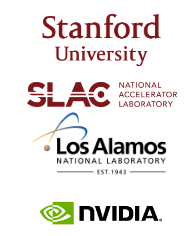 Stanford
University
SLAC NATIONAL
ACCELERATOR
LABORATORY
Los Alamos
NATIONAL LABORATORY
EST. 1943
NVIDIA.